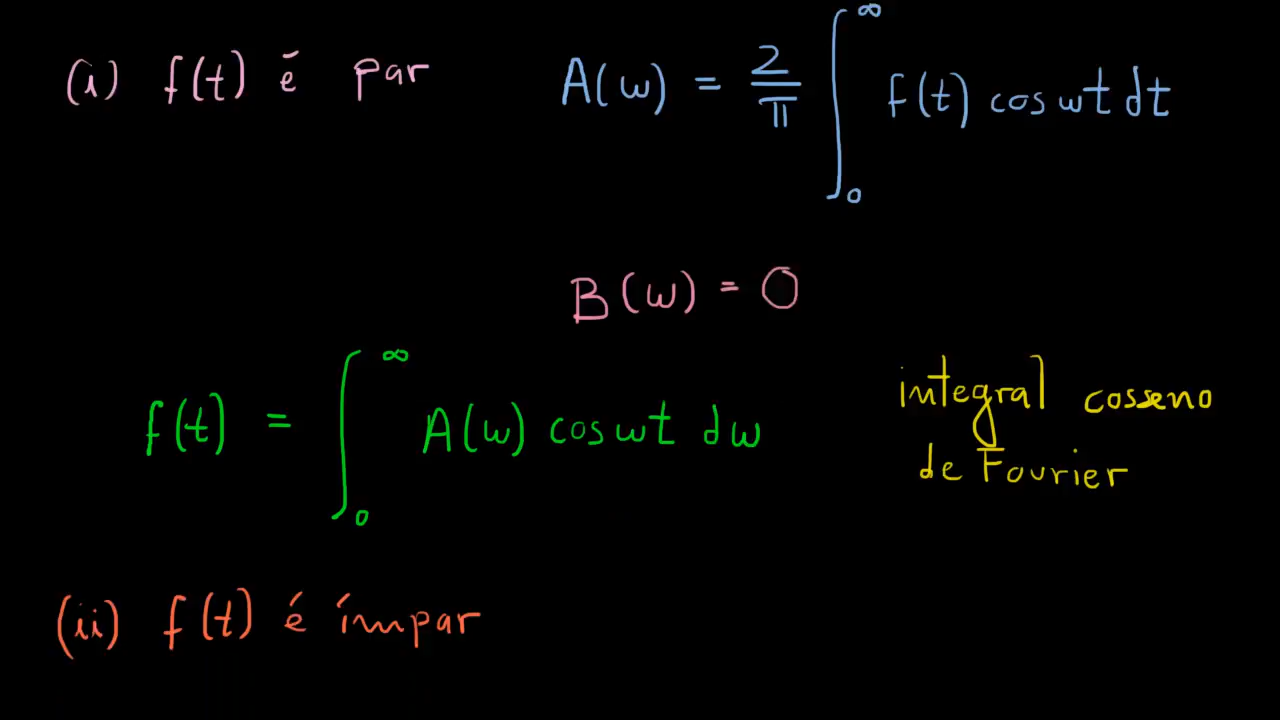 (i) f(t) é par A(w) = 2/π ∫₀^∞ f(t) cos wt dt
B(w) = 0
f(t) = ∫₀^∞ A(w) cos wt dw
integral cosseno
de Fourier
(ii) f(t) é ímpar